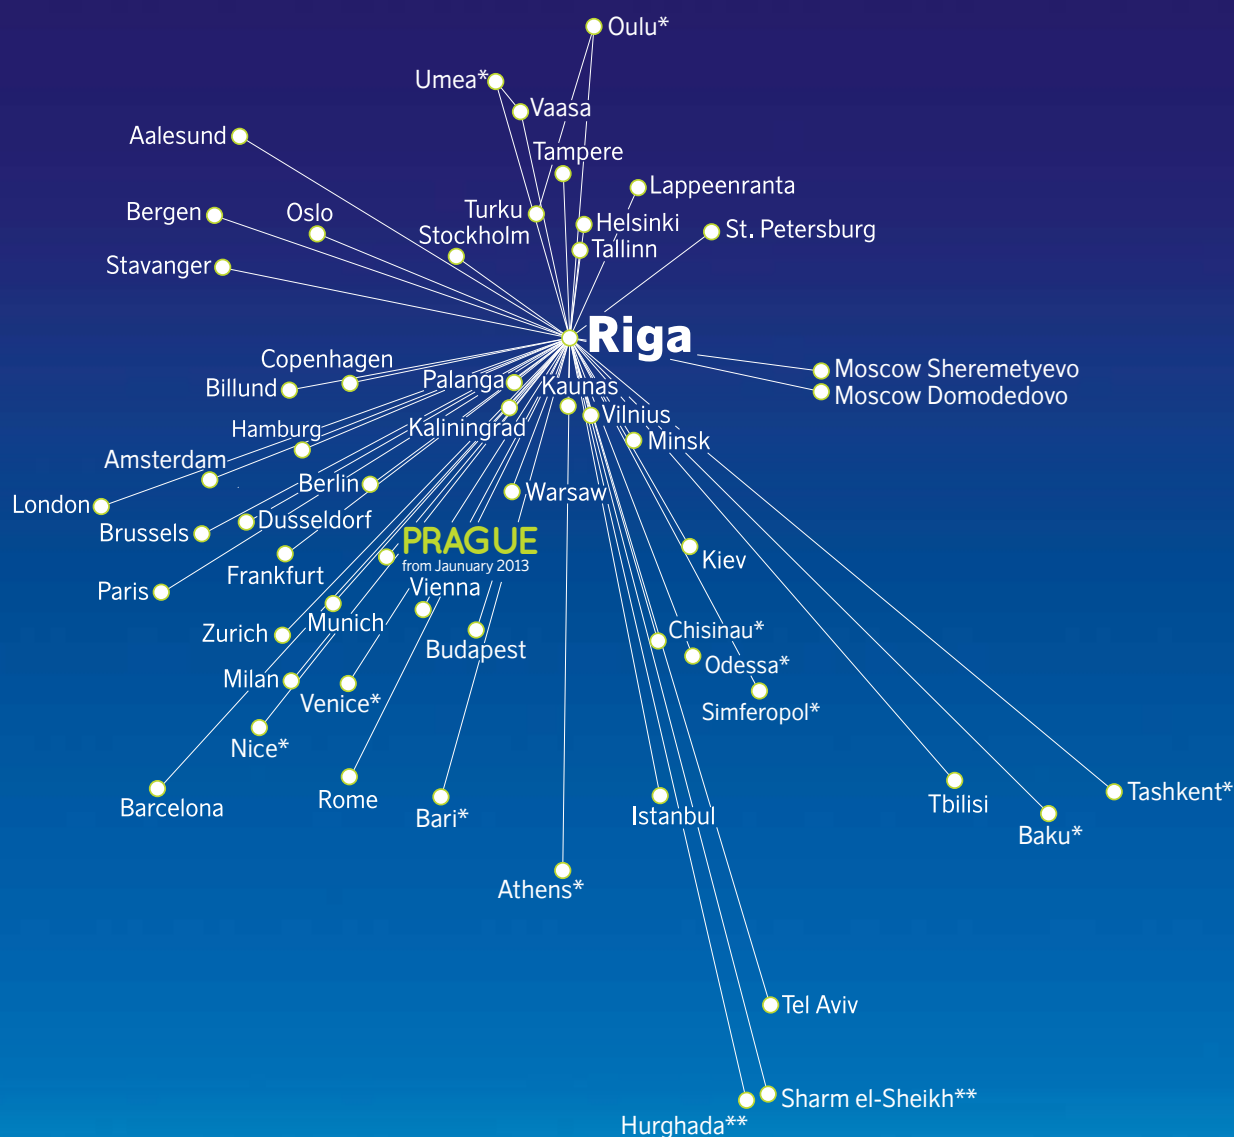 Oulu*
Umea*
Vaasa
Aalesund
Tampere
Lappeenranta
Bergen
Oslo
Turku
Helsinki
St. Petersburg
Stockholm
Tallinn
Stavanger
Riga
Copenhagen
Moscow Sheremetyevo
Billund
Palanga
Kaunas
Moscow Domodedovo
Hamburg
Kaliningrad
Vilnius
Minsk
Amsterdam
Berlin
Warsaw
London
Brussels
Dusseldorf
PRAGUE
from Jaunuary 2013
Kiev
Frankfurt
Paris
Vienna
Zurich
Munich
Chisinau*
Budapest
Odessa*
Milan
Venice*
Simferopol*
Nice*
Barcelona
Rome
Bari*
Istanbul
Tbilisi
Tashkent*
Baku*
Athens*
Tel Aviv
Sharm el-Sheikh**
Hurghada**